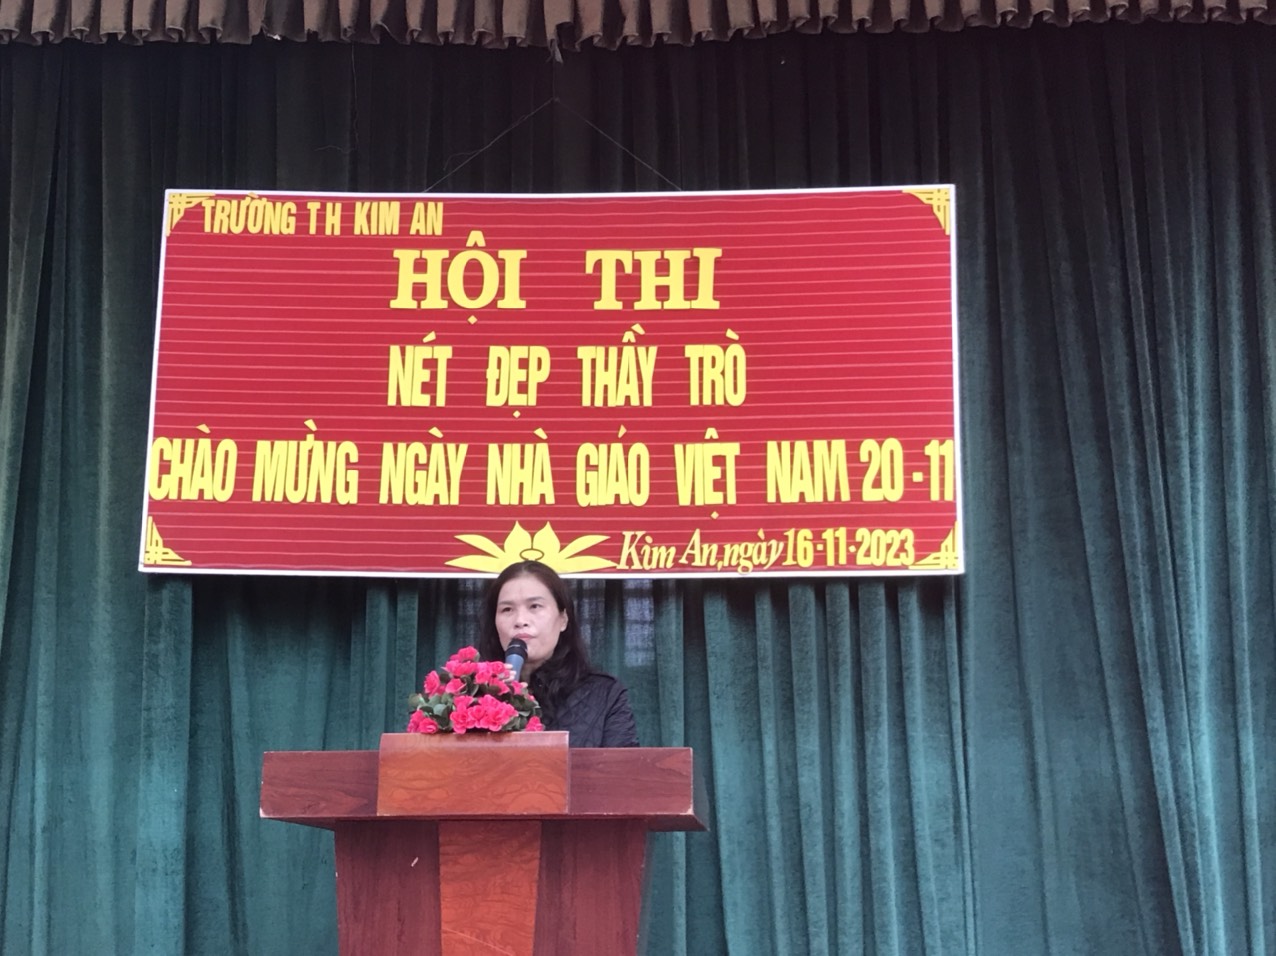 TRƯỜNG TH KIM AN
HỘI THI
NÉT ĐẸP THẦY TRÒ
CHÀO MỪNG NGÀY NHÀ GIÁO VIỆT NAM 20-11
Kim An, ngày 16-11-2023